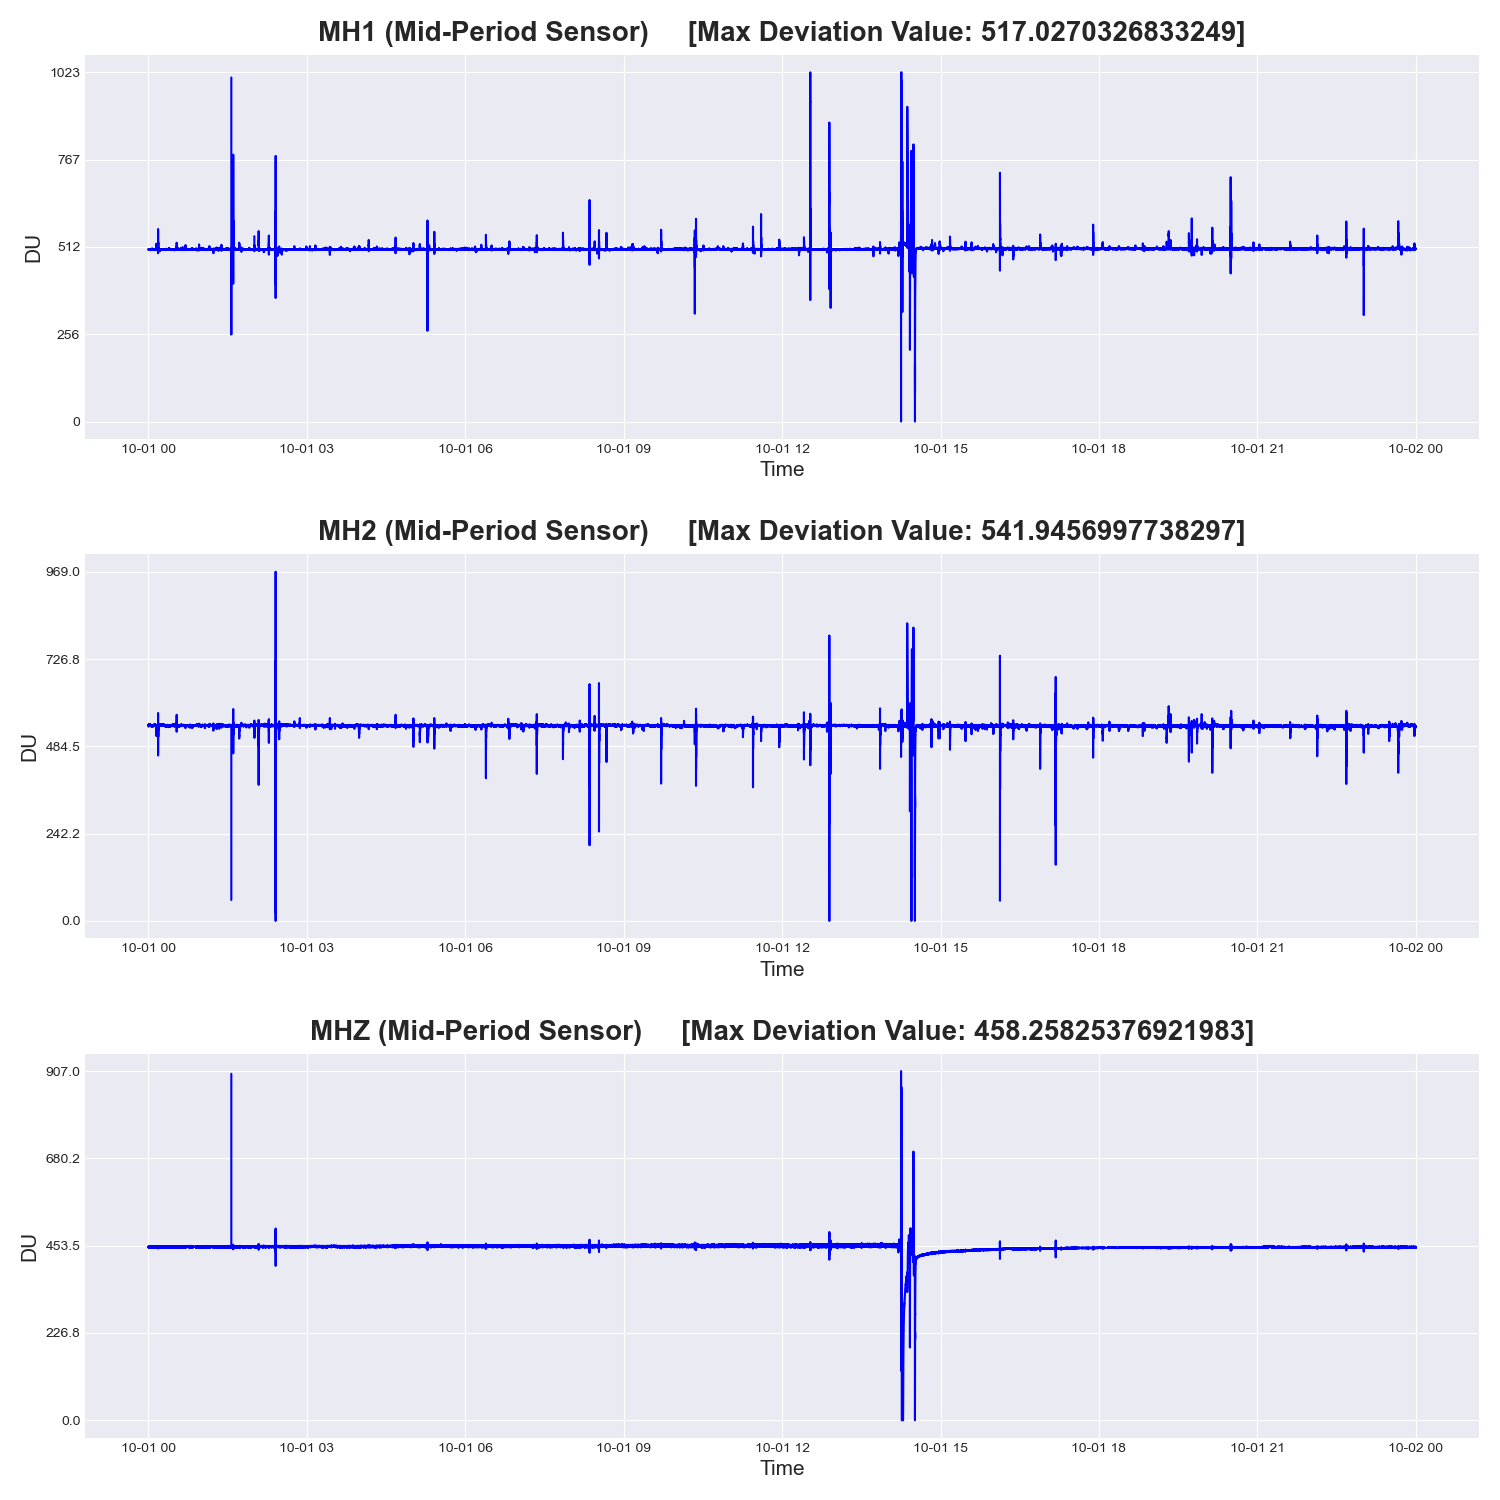 MH1 (Mid-Period Sensor) [Max Deviation Value: 517.0270326833249]
1023
767
512
256
0
DU
10-01 00 10-01 03 10-01 06 10-01 09 10-01 12 10-01 15 10-01 18 10-01 21 10-02 00
Time
MH2 (Mid-Period Sensor) [Max Deviation Value: 541.9456997738297]
969.0
726.8
484.5
242.2
0.0
DU
10-01 00 10-01 03 10-01 06 10-01 09 10-01 12 10-01 15 10-01 18 10-01 21 10-02 00
Time
MHZ (Mid-Period Sensor) [Max Deviation Value: 458.25825376921983]
907.0
680.2
453.5
226.8
0.0
DU
10-01 00 10-01 03 10-01 06 10-01 09 10-01 12 10-01 15 10-01 18 10-01 21 10-02 00
Time